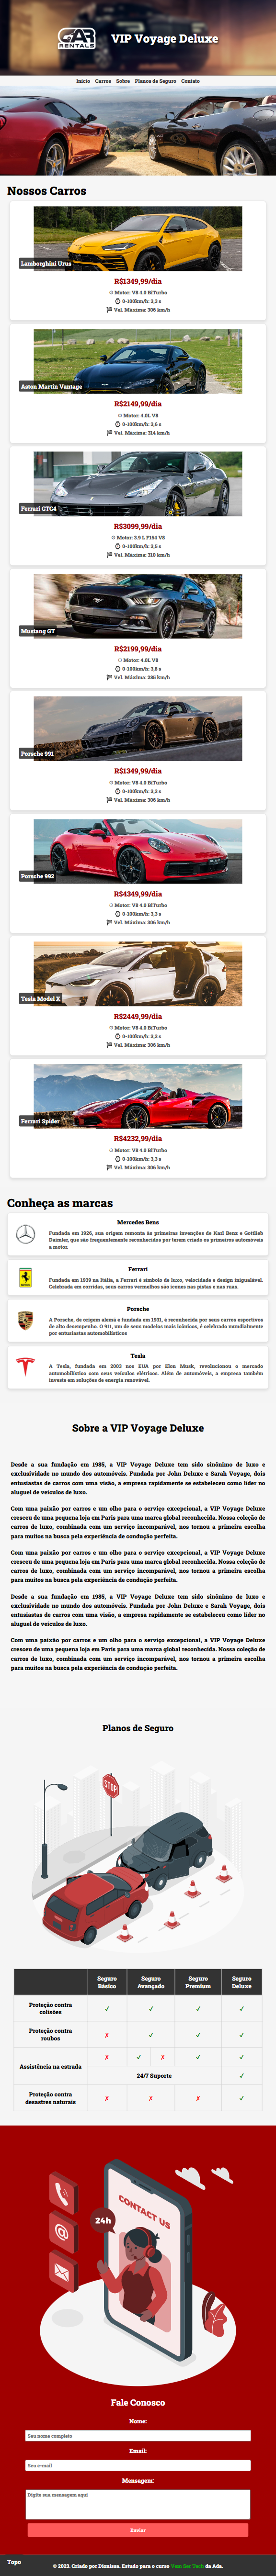 CAR
RENTALS
VIP Voyage Deluxe
Início Carros Sobre Planos de Seguro Contato
Nossos Carros
Lamborghini Urus
R$1349,99/dia
Motor: V8 4.0 BiTurbo
0-100km/h: 3,3 s
Vel. Máxima: 306 km/h
Aston Martin Vantage
R$2149,99/dia
Motor: 4.0L V8
0-100km/h: 3,6 s
Vel. Máxima: 314 km/h
Ferrari GTC4
R$3099,99/dia
Motor: 3.9 L F154 V8
0-100km/h: 3,5 s
Vel. Máxima: 310 km/h
Mustang GT
R$2199,99/dia
Motor: 4.0L V8
0-100km/h: 3,8 s
Vel. Máxima: 285 km/h
Porsche 991
R$1349,99/dia
Motor: V8 4.0 BiTurbo
0-100km/h: 3,3 s
Vel. Máxima: 306 km/h
Porsche 992
R$4349,99/dia
Motor: V8 4.0 BiTurbo
0-100km/h: 3,3 s
Vel. Máxima: 306 km/h
Tesla Model X
R$2449,99/dia
Motor: V8 4.0 BiTurbo
0-100km/h: 3,3 s
Vel. Máxima: 306 km/h
Ferrari Spider
R$4232,99/dia
Motor: V8 4.0 BiTurbo
0-100km/h: 3,3 s
Vel. Máxima: 306 km/h
Conheça as marcas
Mercedes Bens
Fundada em 1926, sua origem remonta às primeiras invenções de Karl Benz e Gottlieb
Daimler, que são frequentemente reconhecidos por terem criado os primeiros automóveis
a motor.
Ferrari
Fundada em 1939 na Itália, a Ferrari é símbolo de luxo, velocidade e design inigualável.
Celebrada em corridas, seus carros vermelhos são ícones nas pistas e nas ruas.
Porsche
A Porsche, de origem alemã e fundada em 1931, é reconhecida por seus carros esportivos
de alto desempenho. O 911, um de seus modelos mais icônicos, é celebrado mundialmente
por entusiastas automobilísticos
Tesla
A Tesla, fundada em 2003 nos EUA por Elon Musk, revolucionou o mercado
automobilístico com seus veículos elétricos. Além de automóveis, a empresa também
investe em soluções de energia renovável.
Sobre a VIP Voyage Deluxe
Desde a sua fundação em 1985, a VIP Voyage Deluxe tem sido sinônimo de luxo e
exclusividade no mundo dos automóveis. Fundada por John Deluxe e Sarah Voyage, dois
entusiastas de carros com uma visão, a empresa rapidamente se estabeleceu como líder no
aluguel de veículos de luxo.
Com uma paixão por carros e um olho para o serviço excepcional, a VIP Voyage Deluxe
cresceu de uma pequena loja em Paris para uma marca global reconhecida. Nossa coleção de
carros de luxo, combinada com um serviço incomparável, nos tornou a primeira escolha
para muitos na busca pela experiência de condução perfeita.
Com uma paixão por carros e um olho para o serviço excepcional, a VIP Voyage Deluxe
cresceu de uma pequena loja em Paris para uma marca global reconhecida. Nossa coleção de
carros de luxo, combinada com um serviço incomparável, nos tornou a primeira escolha
para muitos na busca pela experiência de condução perfeita.
Desde a sua fundação em 1985, a VIP Voyage Deluxe tem sido sinônimo de luxo e
exclusividade no mundo dos automóveis. Fundada por John Deluxe e Sarah Voyage, dois
entusiastas de carros com uma visão, a empresa rapidamente se estabeleceu como líder no
aluguel de veículos de luxo.
Com uma paixão por carros e um olho para o serviço excepcional, a VIP Voyage Deluxe
cresceu de uma pequena loja em Paris para uma marca global reconhecida. Nossa coleção de
carros de luxo, combinada com um serviço incomparável, nos tornou a primeira escolha
para muitos na busca pela experiência de condução perfeita.
Planos de Seguro
STOP
Seguro Básico Seguro Avançado Seguro Premium Seguro Deluxe
Proteção contra colisões ✓ ✓ ✓ ✓
Proteção contra roubos ✗ ✓ ✓ ✓
Assistência na estrada ✗ ✓ ✗ ✓ ✓
24/7 Suporte ✓
Proteção contra desastres naturais ✗ ✗ ✗ ✓
CONTACT US
24h
Fale Conosco
Nome:
Seu nome completo
Email:
Seu e-mail
Mensagem:
Digite sua mensagem aqui
Enviar
Topo
© 2023. Criado por Dionissa. Estudo para o curso Vem Ser Tech da Ada.